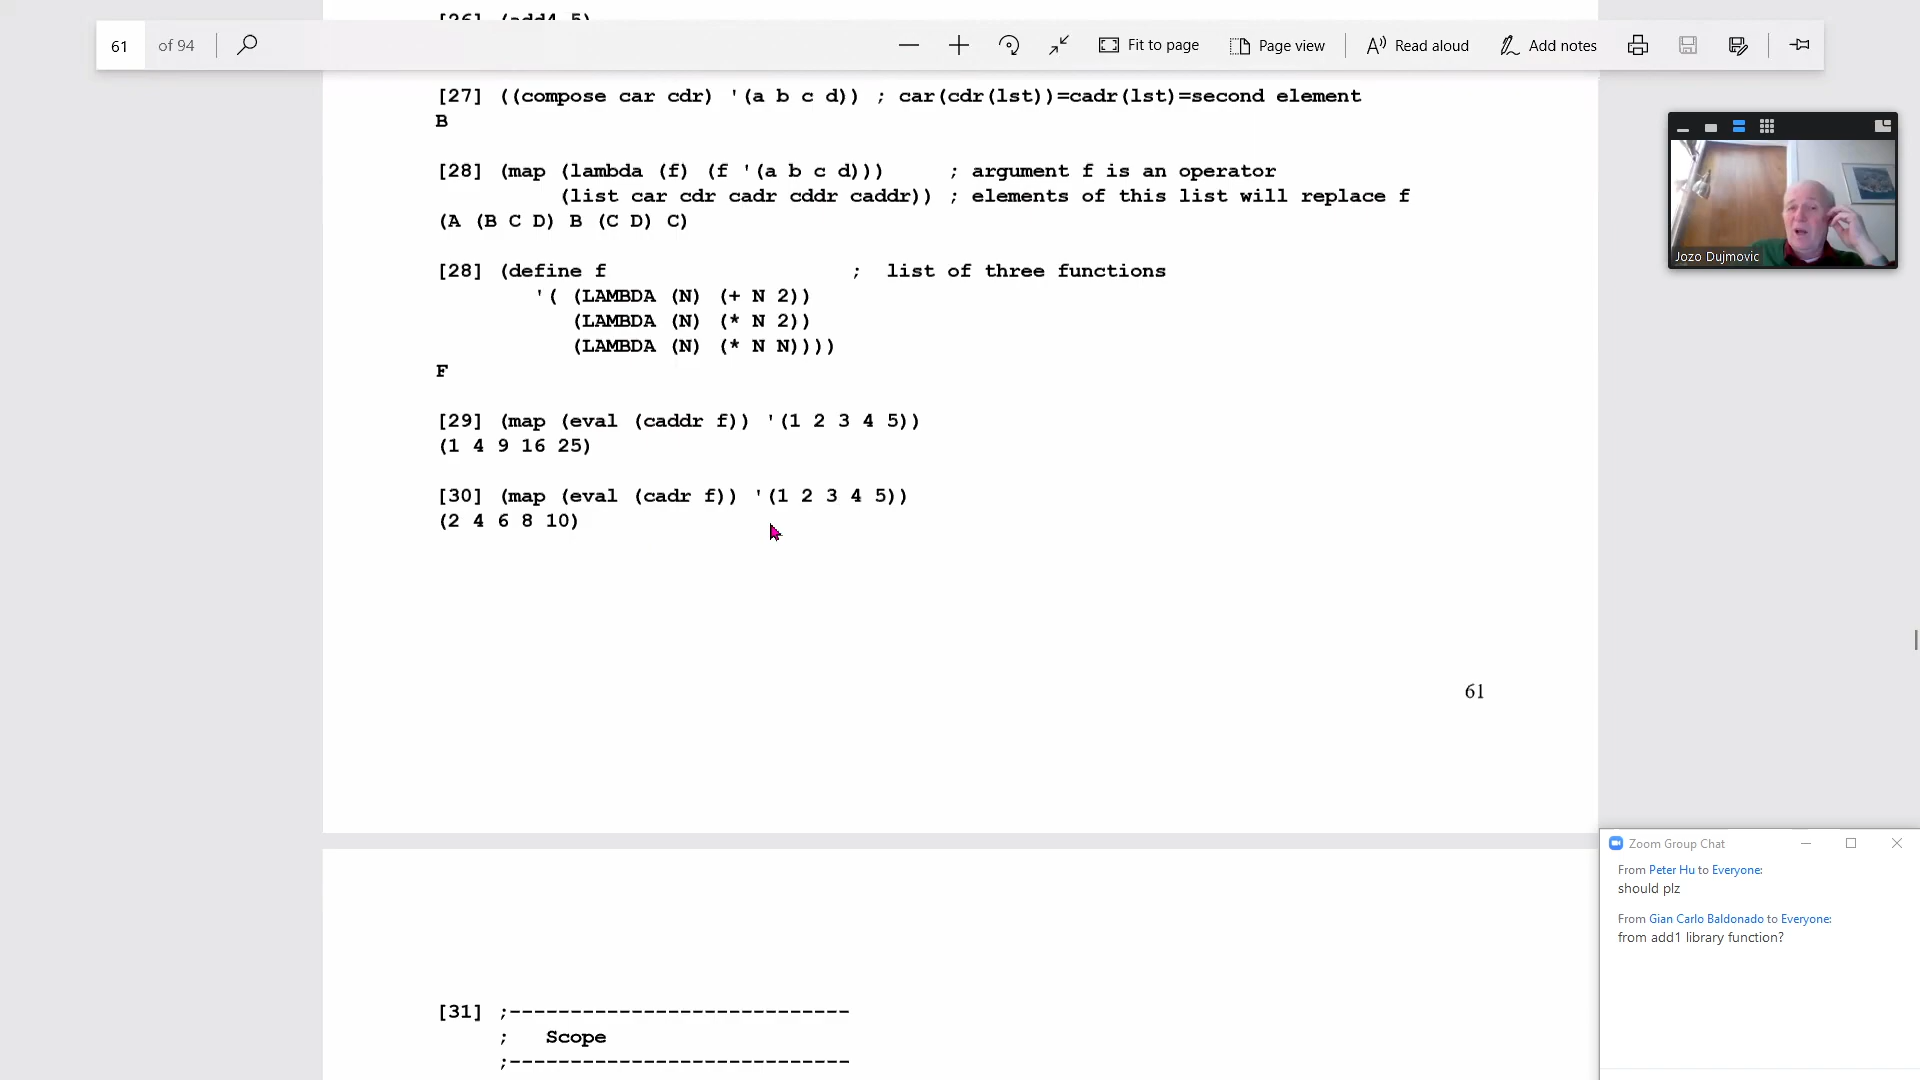 [26] (add4 5)
61 of 94
Fit to page
Page view
Read aloud
Add notes
[27] ((compose car cdr) '(a b c d)) ; car(cdr(lst))=cadr(lst)=second element
B
[28] (map (lambda (f) (f '(a b c d))) ; argument f is an operator
(list car cdr cadr cddr caddr)) ; elements of this list will replace f
(A (B C D) B (C D) C)
[28] (define f ; list of three functions
'( (LAMBDA (N) (+ N 2))
(LAMBDA (N) (* N 2))
(LAMBDA (N) (* N N))))
F
[29] (map (eval (caddr f)) '(1 2 3 4 5))
(1 4 9 16 25)
[30] (map (eval (cadr f)) '(1 2 3 4 5))
(2 4 6 8 10)
61
[31] ;----------------------------
; Scope
;----------------------------
Jozo Dujmovic
Zoom Group Chat
From Peter Hu to Everyone:
should plz
From Gian Carlo Baldonado to Everyone:
from add1 library function?